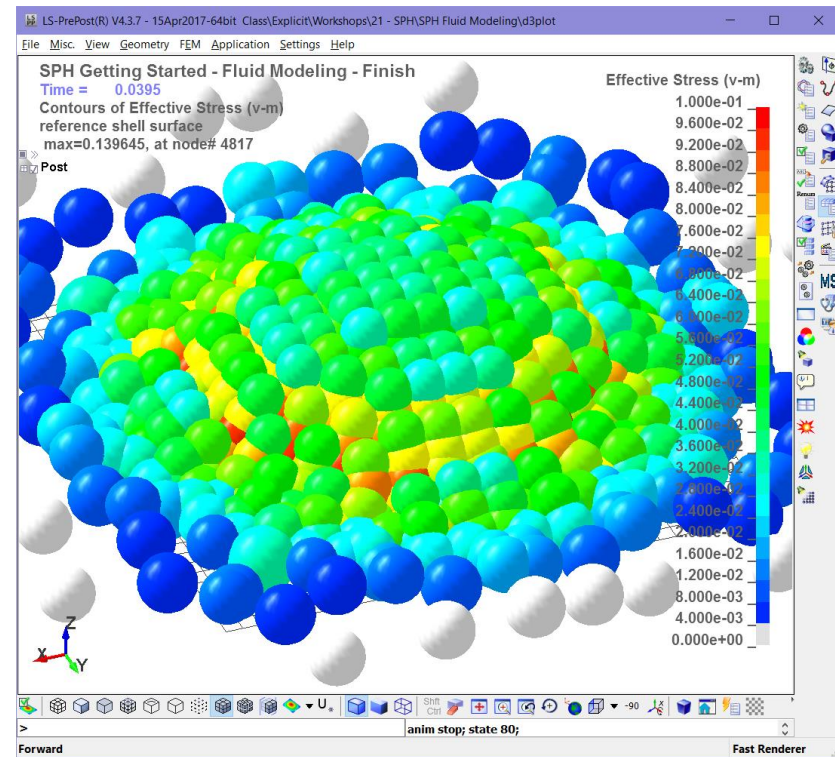 LS-PrePost(R) V4.3.7 - 15Apr2017-64bit Class\Explicit\Workshops\21 - SPH\SPH Fluid Modeling\d3plot
File Misc. View Geometry FEM Application Settings Help
SPH Getting Started - Fluid Modeling - Finish
Time = 0.0395
Contours of Effective Stress (v-m)
reference shell surface
max=0.139645, at node# 4817
Post
Effective Stress (v-m)
1.000e-01
9.600e-02
9.200e-02
8.800e-02
8.400e-02
8.000e-02
7.600e-02
7.200e-02
6.800e-02
6.400e-02
6.000e-02
5.600e-02
5.200e-02
4.800e-02
4.400e-02
4.000e-02
3.600e-02
3.200e-02
2.800e-02
2.400e-02
2.000e-02
1.600e-02
1.200e-02
8.000e-03
4.000e-03
0.000e+00
Renum
MS
Z
X
Y
U.
Shft
Ctrl
-90
>
anim stop; state 80;
Forward
Fast Renderer